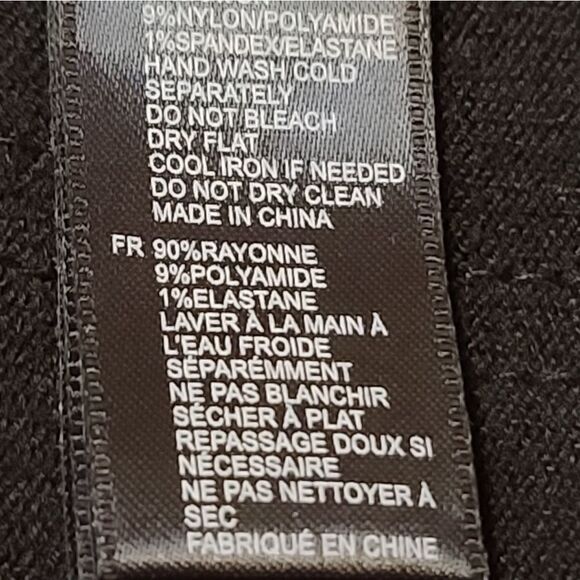 9%NYLON/POLYAMIDE
1%SPANDEX/ELASTANE
HAND WASH COLD
SEPARATELY
DO NOT BLEACH
DRY FLAT
COOL IRON IF NEEDED
DO NOT DRY CLEAN
MADE IN CHINA
FR 90%RAYONNE
9%POLYAMIDE
1%ELASTANE
LAVER À LA MAIN À
L'EAU FROIDE
SÉPARÉMMENT
NE PAS BLANCHIR
SÉCHER À PLAT
REPASSAGE DOUX SI
NÉCESSAIRE
NE PAS NETTOYER À
SEC
FABRIQUÉ EN CHINE